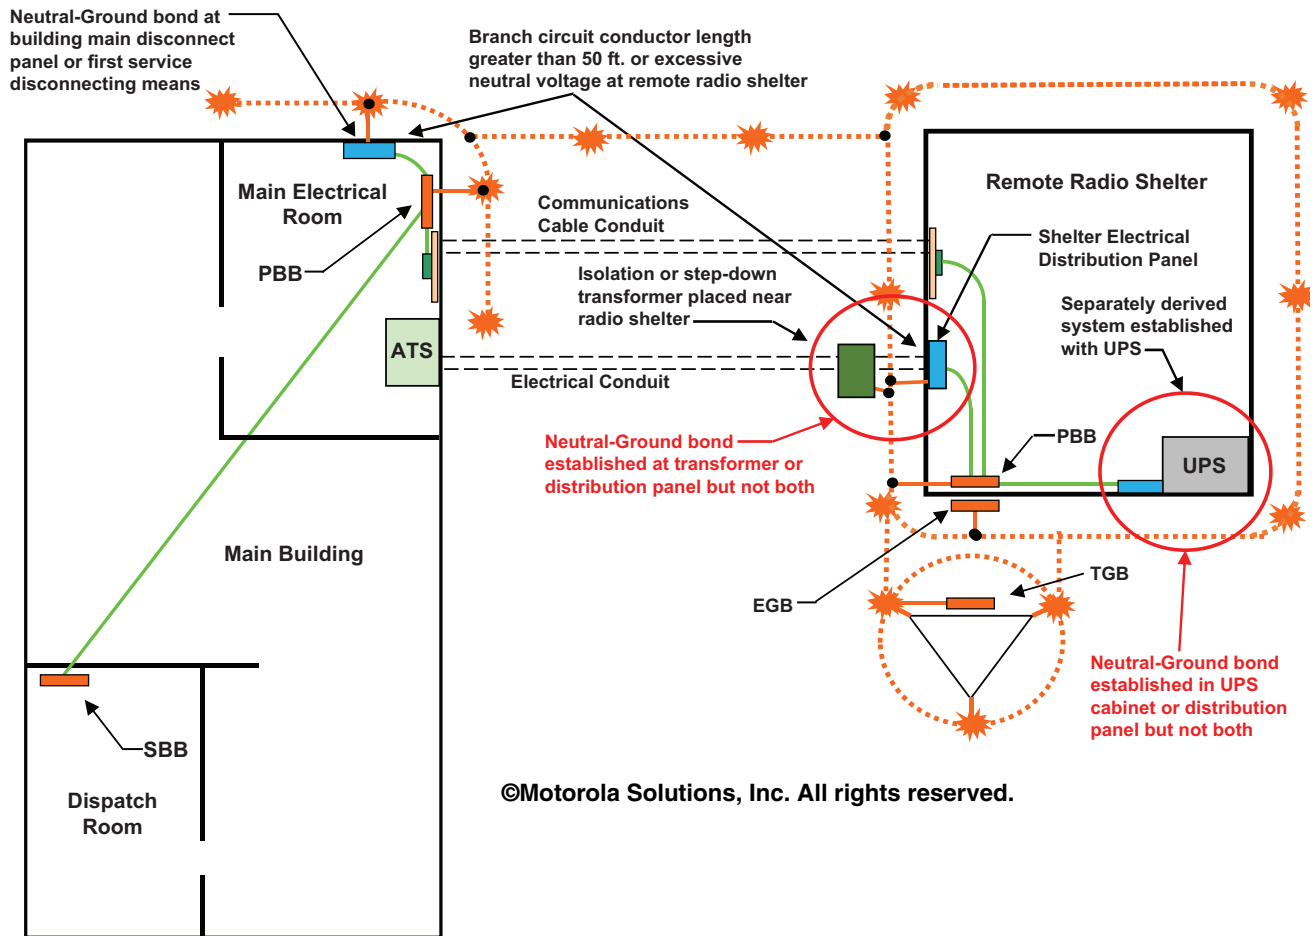 Neutral-Ground bond at
building main disconnect
panel or first service
disconnecting means
Branch circuit conductor length
greater than 50 ft. or excessive
neutral voltage at remote radio shelter
Main Electrical
Room
PBB
Communications
Cable Conduit
Remote Radio Shelter
Shelter Electrical
Distribution Panel
Isolation or step-down
transformer placed near
radio shelter
Separately derived
system established
with UPS
ATS
Electrical Conduit
Neutral-Ground bond
established at transformer or
distribution panel but not both
PBB
UPS
Main Building
EGB
TGB
Neutral-Ground bond
established in UPS
cabinet or distribution
panel but not both
SBB
Dispatch
Room
©Motorola Solutions, Inc. All rights reserved.